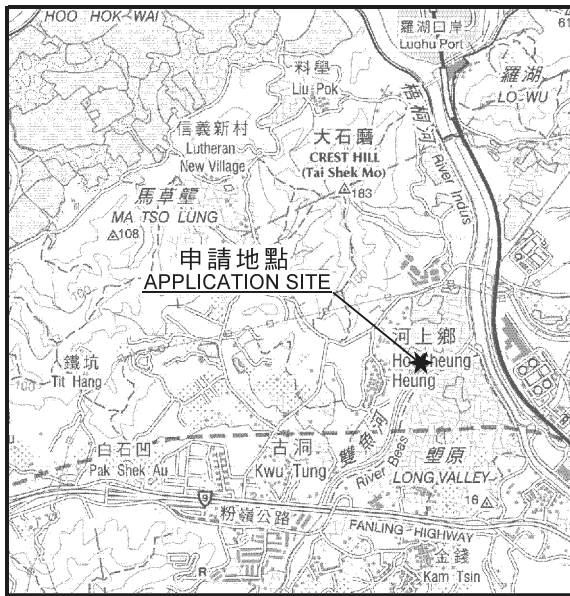 HOO HOK WAI
羅湖口岸
Luohu Port
61
料壆
Liu Pok
羅湖
LO WU
梧桐河
River Indus
信義新村
Lutheran
New Village
大石磨
CREST HILL
(Tai Shek Mo)
183
馬草壟
MA TSO LUNG
108
申請地點
APPLICATION SITE
100
100
河上鄉
Ho Sheung
Heung
鐵坑
Tit Hang
白石凹
Pak Shek Au
古洞
Kwu Tung
雙魚河
River Beas
塱原
LONG VALLEY
16
9
粉嶺公路
FANLING HIGHWAY
金錢
Kam Tsin
R